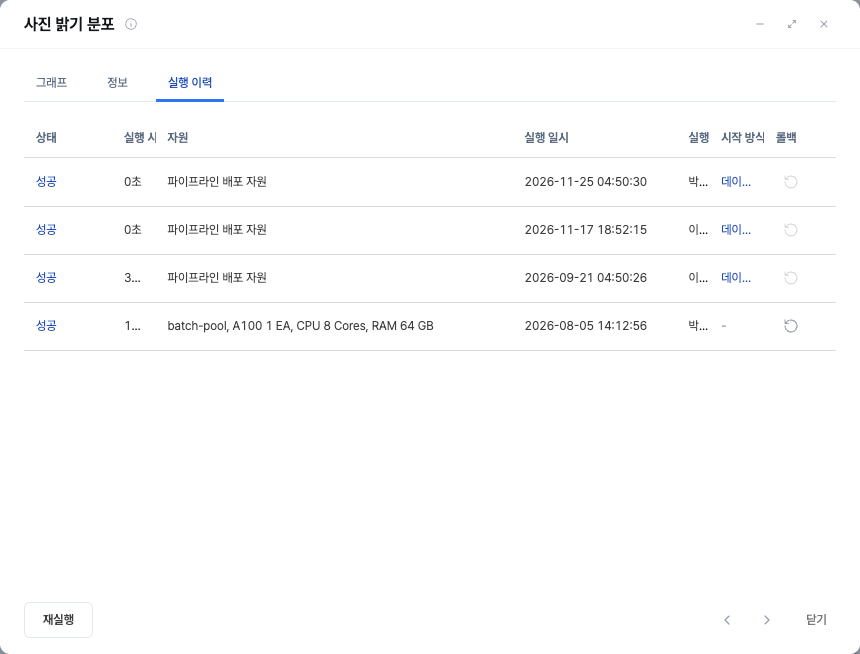 사진 밝기 분포
그래프 정보 실행 이력
상태 실행 시 자원 실행 일시 실행 시작 방식 롤백
성공 0초 파이프라인 배포 자원 2026-11-25 04:50:30 박... 데이...
성공 0초 파이프라인 배포 자원 2026-11-17 18:52:15 이... 데이...
성공 3... 파이프라인 배포 자원 2026-09-21 04:50:26 이... 데이...
성공 1... batch-pool, A100 1 EA, CPU 8 Cores, RAM 64 GB 2026-08-05 14:12:56 박... -
재실행 닫기